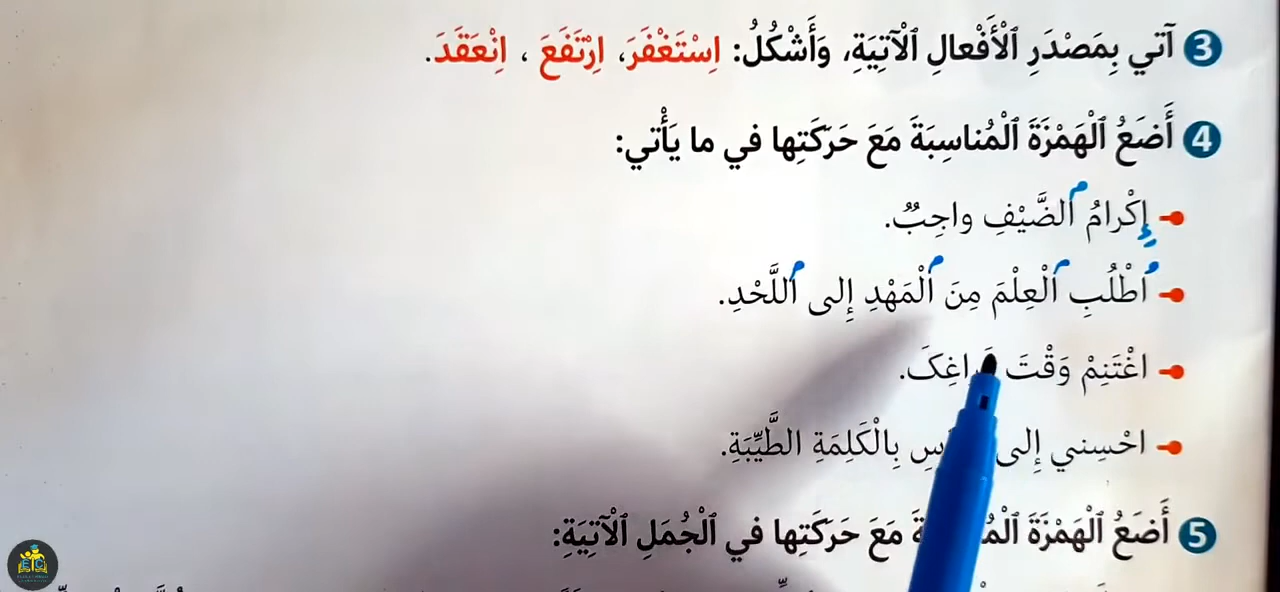 3 آتي بِمَصْدَرِ ٱلْأَفْعالِ ٱلْآتِيَةِ، وَأَشْكُلُ: اِسْتَغْفَرَ، اِرْتَفَعَ ، اِنْعَقَدَ.
4 أَضَعُ ٱلْهَمْزَةَ ٱلْمُناسِبَةَ مَعَ حَرَكَتِها في ما يَأْتي:
إِكْرامُ ٱلضَّيْفِ واجِبٌ.
اُطْلُبِ ٱلْعِلْمَ مِنَ ٱلْمَهْدِ إِلى ٱللَّحْدِ.
اغْتَنِمْ وَقْتَ
احْسِني إِلى بِالْكَلِمَةِ الطَّيِّبَةِ.
5 أَضَعُ ٱلْهَمْزَةَ مَعَ حَرَكَتِها في ٱلْجُمَلِ ٱلْآتِيَةِ: